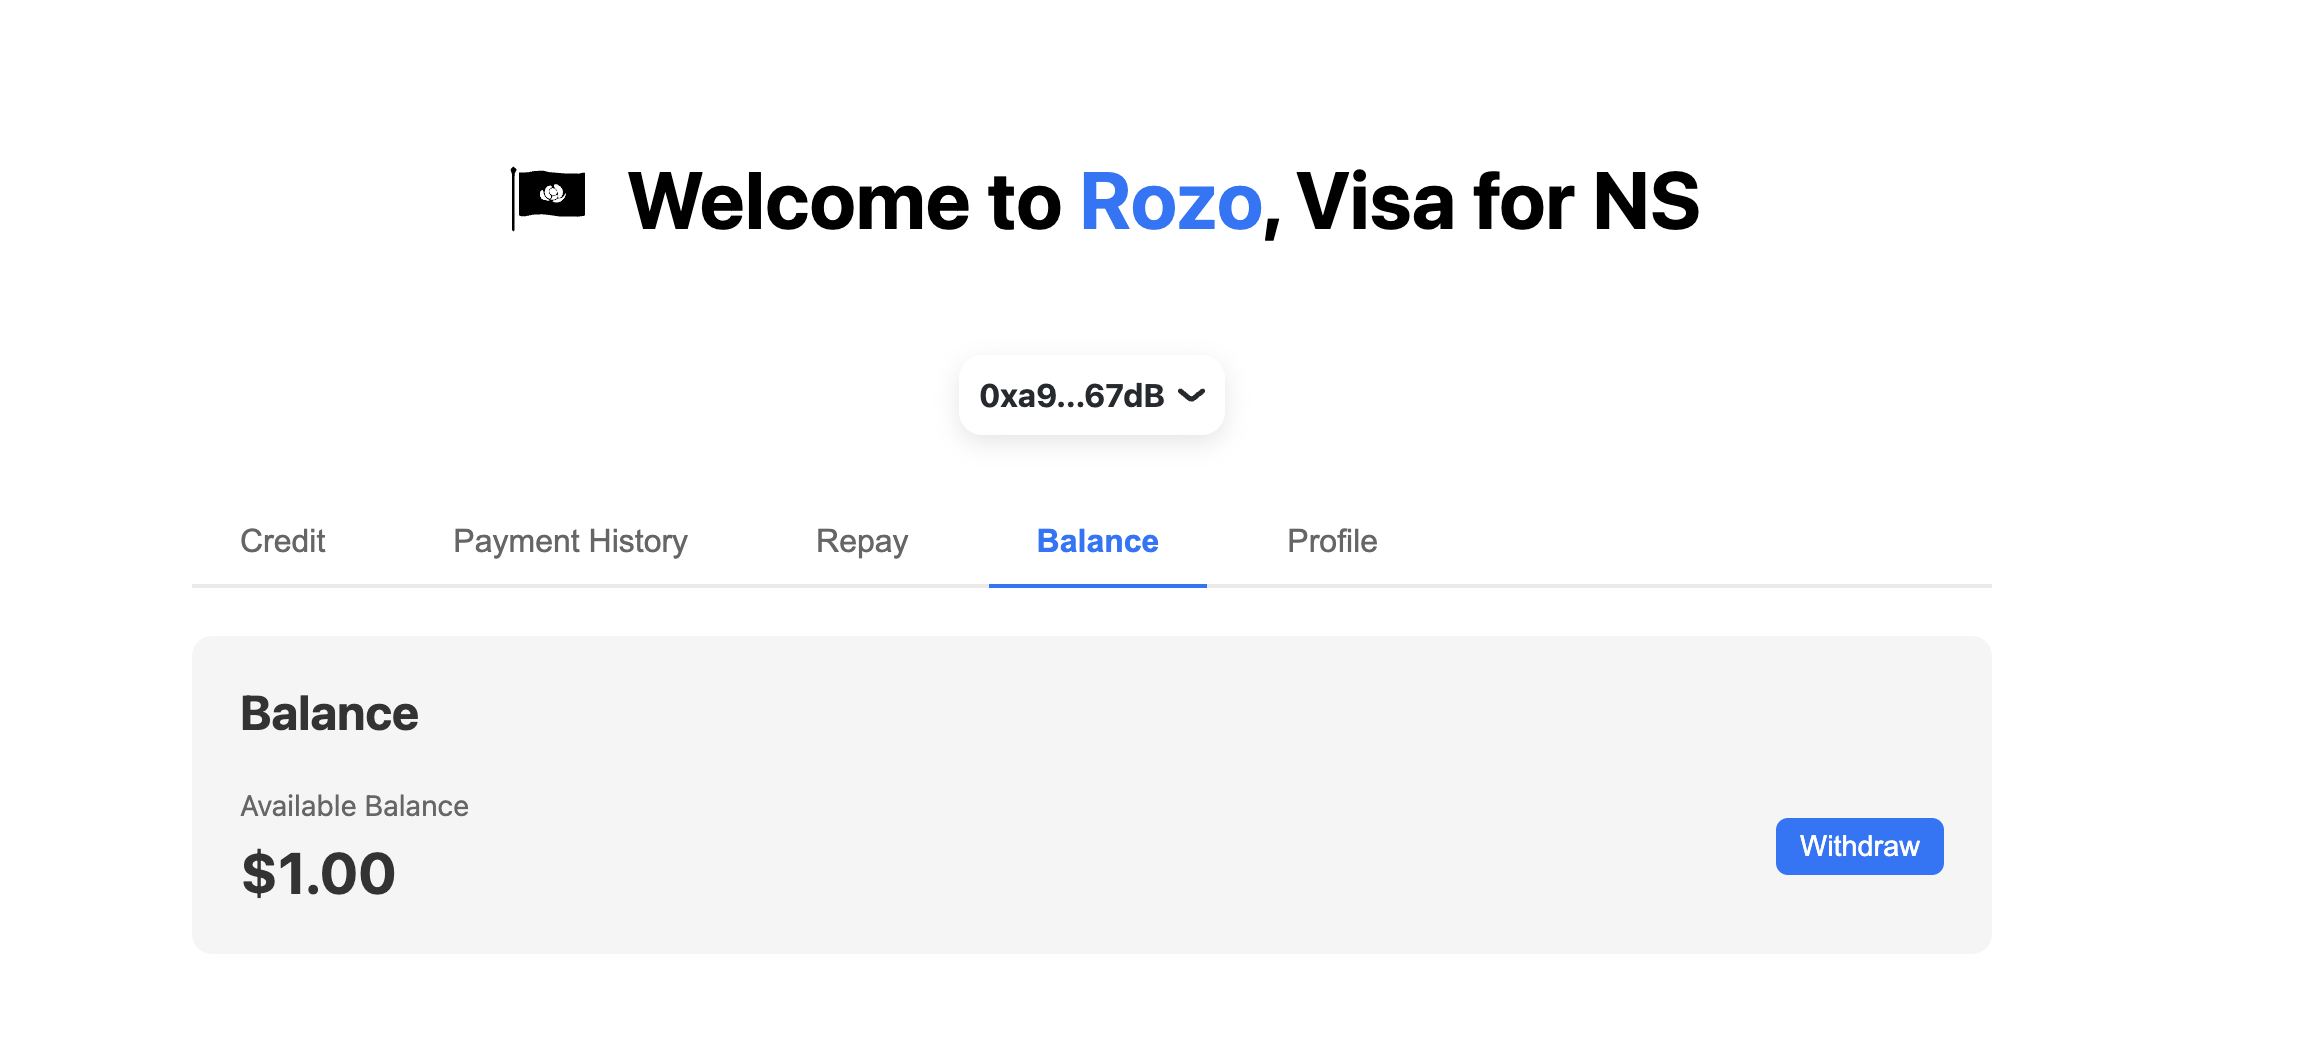 Welcome to Rozo, Visa for NS
0xa9...67dB
Credit Payment History Repay Balance Profile
Balance
Available Balance
$1.00
Withdraw